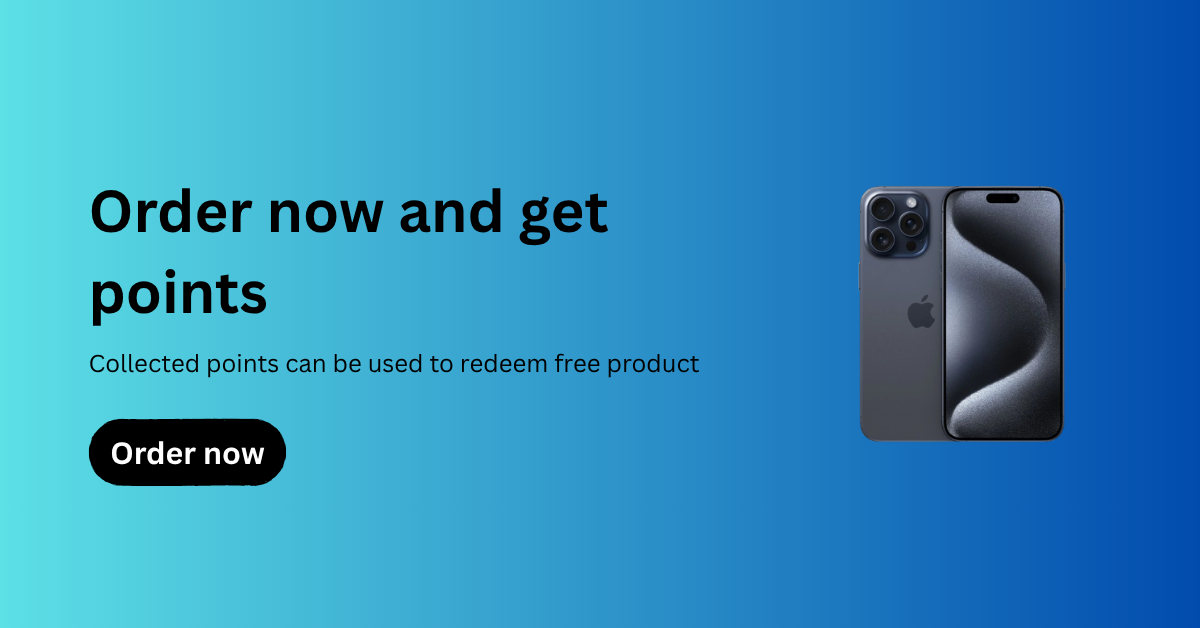 Order now and get
points
Collected points can be used to redeem free product
Order now